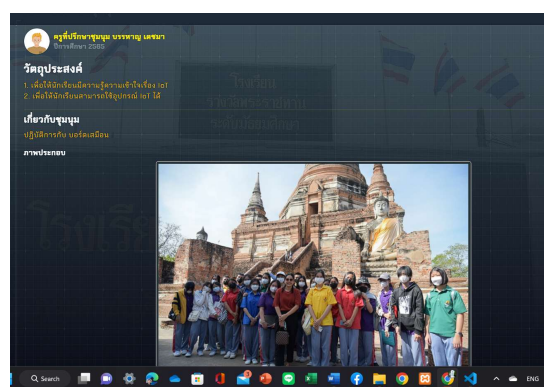 ครูที่ปรึกษาชุมนุม บรรหาญ เดชมา
ปีการศึกษา 2565
วัตถุประสงค์
1. เพื่อให้นักเรียนมีความรู้ความเข้าใจเรื่อง IoT
2. เพื่อให้นักเรียนสามารถใช้อุปกรณ์ IoT ได้
เกี่ยวกับชุมนุม
ปฏิบัติการกับ บอร์ดเสมือน
ภาพประกอบ
โรงเรียน
Search
ENG